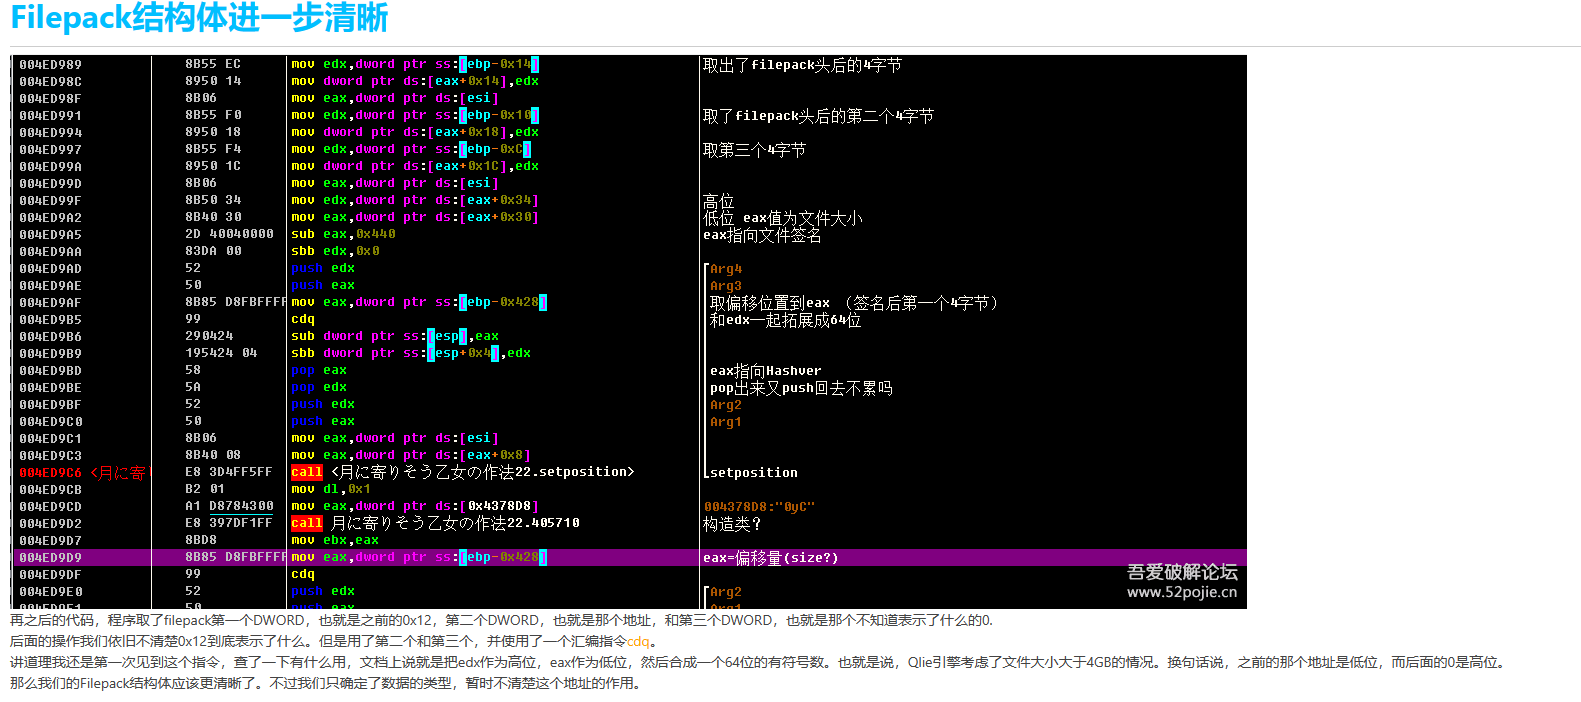 Filepack结构体进一步清晰
004ED989 8B55 EC mov edx,dword ptr ss:[ebp-0x14] 取出了filepack头后的4字节
004ED98C 8950 14 mov dword ptr ds:[eax+0x14],edx
004ED98F 8B06 mov eax,dword ptr ds:[esi]
004ED991 8B55 F0 mov edx,dword ptr ss:[ebp-0x10] 取了filepack头后的第二个4字节
004ED994 8950 18 mov dword ptr ds:[eax+0x18],edx
004ED997 8B55 F4 mov edx,dword ptr ss:[ebp-0xC] 取第三个4字节
004ED99A 8950 1C mov dword ptr ds:[eax+0x1C],edx
004ED99D 8B06 mov eax,dword ptr ds:[esi]
004ED99F 8B50 34 mov edx,dword ptr ds:[eax+0x34] 高位
004ED9A2 8B40 30 mov eax,dword ptr ds:[eax+0x30] 低位 eax值为文件大小
004ED9A5 2D 40040000 sub eax,0x440 eax指向文件签名
004ED9AA 83DA 00 sbb edx,0x0
004ED9AD 52 push edx Arg4
004ED9AE 50 push eax Arg3
004ED9AF 8B85 D8FBFFFF mov eax,dword ptr ss:[ebp-0x428] 取偏移位置到eax （签名后第一个4字节）
004ED9B5 99 cdq 和edx一起拓展成64位
004ED9B6 290424 sub dword ptr ss:[esp],eax
004ED9B9 195424 04 sbb dword ptr ss:[esp+0x4],edx
004ED9BD 58 pop eax eax指向Hashver
004ED9BE 5A pop edx pop出来又push回去不累吗
004ED9BF 52 push edx Arg2
004ED9C0 50 push eax Arg1
004ED9C1 8B06 mov eax,dword ptr ds:[esi]
004ED9C3 8B40 08 mov eax,dword ptr ds:[eax+0x8]
004ED9C6 <月に寄り E8 3D4FF5FF call <月に寄りそう乙女の作法22.setposition> setposition
004ED9CB B2 01 mov dl,0x1
004ED9CD A1 D8784300 mov eax,dword ptr ds:[0x4378D8] 004378D8:"0yC"
004ED9D2 E8 397DF1FF call 月に寄りそう乙女の作法22.405710 构造类？
004ED9D7 8BD8 mov ebx,eax
004ED9D9 8B85 D8FBFFFF mov eax,dword ptr ss:[ebp-0x428] eax=偏移量(size?)
004ED9DF 99 cdq
004ED9E0 52 push edx Arg2
004ED9E1 50 push eax Arg1
吾爱破解论坛
www.52pojie.cn
再之后的代码，程序取了filepack第一个DWORD，也就是之前的0x12，第二个DWORD，也就是那个地址，和第三个DWORD，也就是那个不知道表示了什么的0.
后面的操作我们依旧不清楚0x12到底表示了什么。但是用了第二个和第三个，并使用了一个汇编指令cdq。
讲道理我还是第一次见到这个指令，查了一下有什么用，文档上说就是把edx作为高位，eax作为低位，然后合成一个64位的有符号数。也就是说，Qlie引擎考虑了文件大小大于4GB的情况。换句话说，之前的那个地址是低位，而后面的0是高位。
那么我们的Filepack结构体应该更清晰了。不过我们只确定了数据的类型，暂时不清楚这个地址的作用。